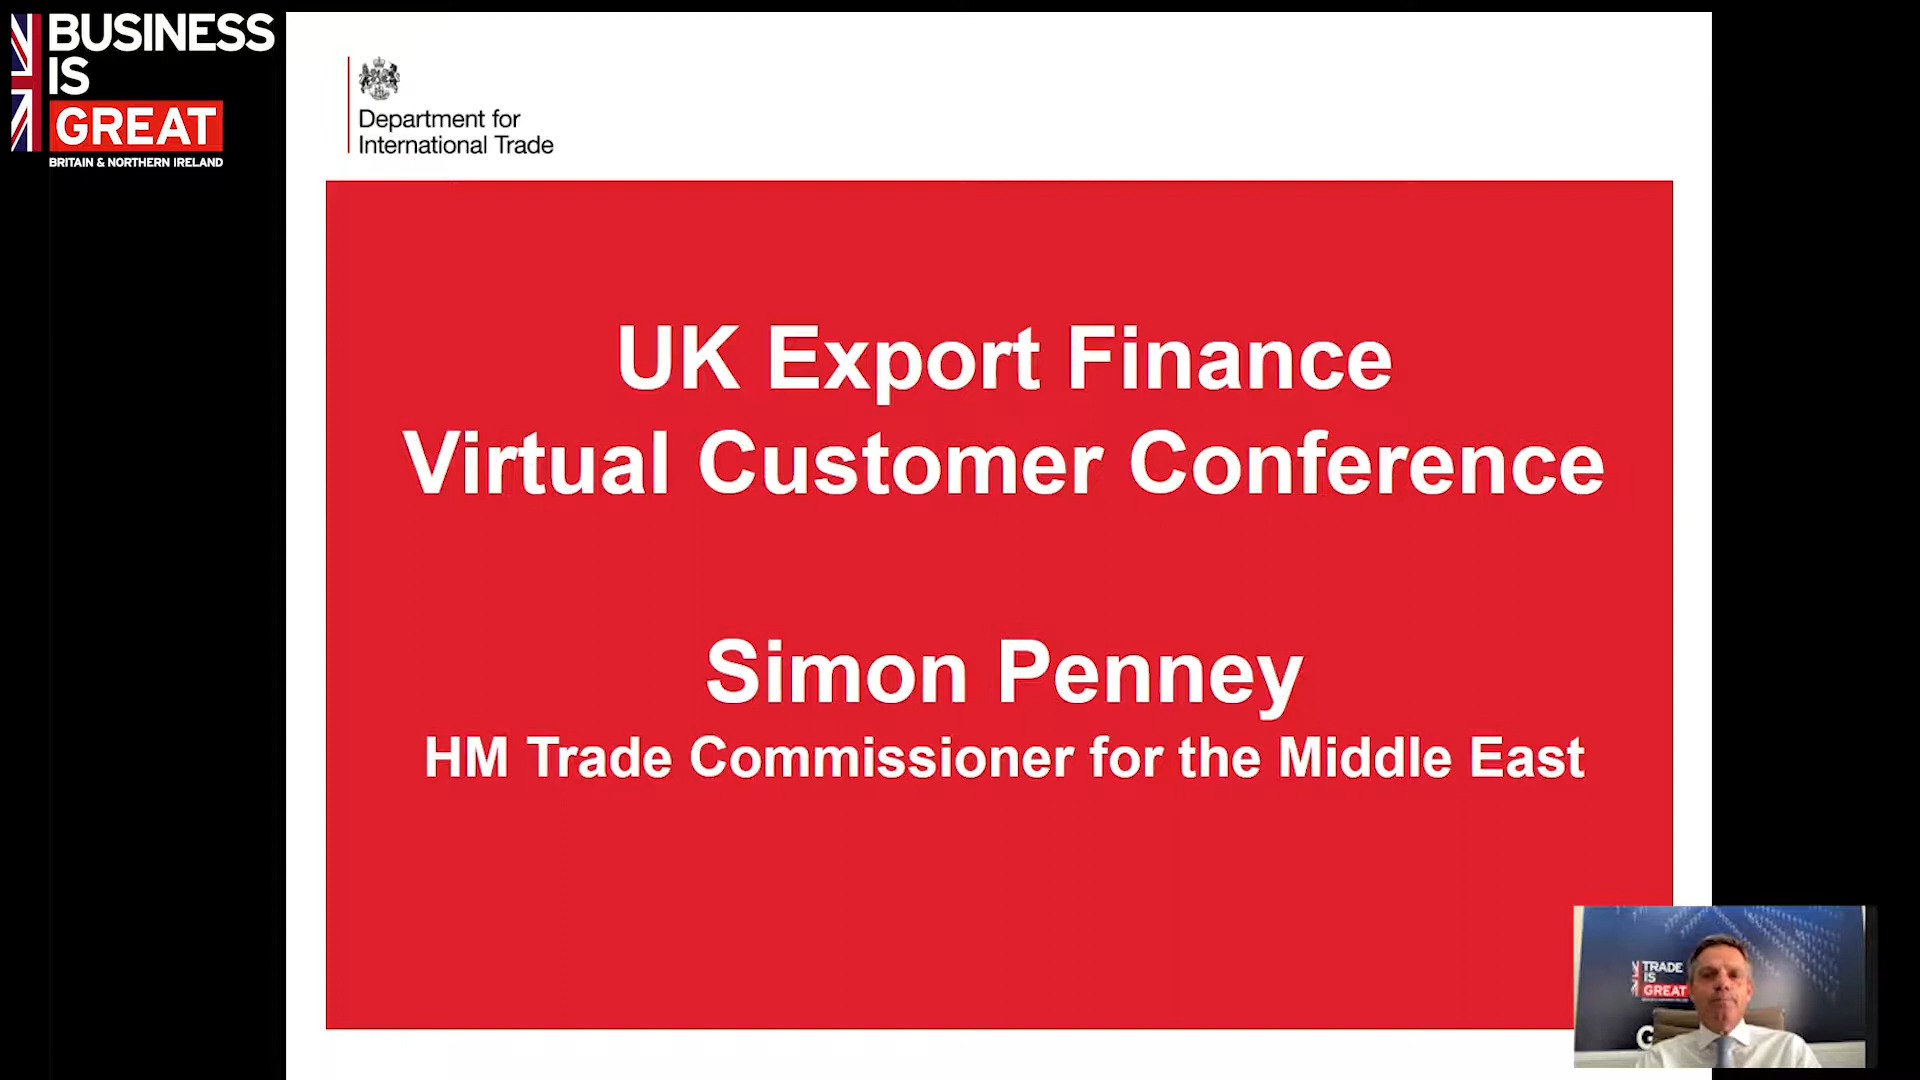 BUSINESS
IS
GREAT
BRITAIN & NORTHERN IRELAND
Department for
International Trade
UK Export Finance
Virtual Customer Conference
Simon Penney
HM Trade Commissioner for the Middle East
TRADE
IS
GREAT
G